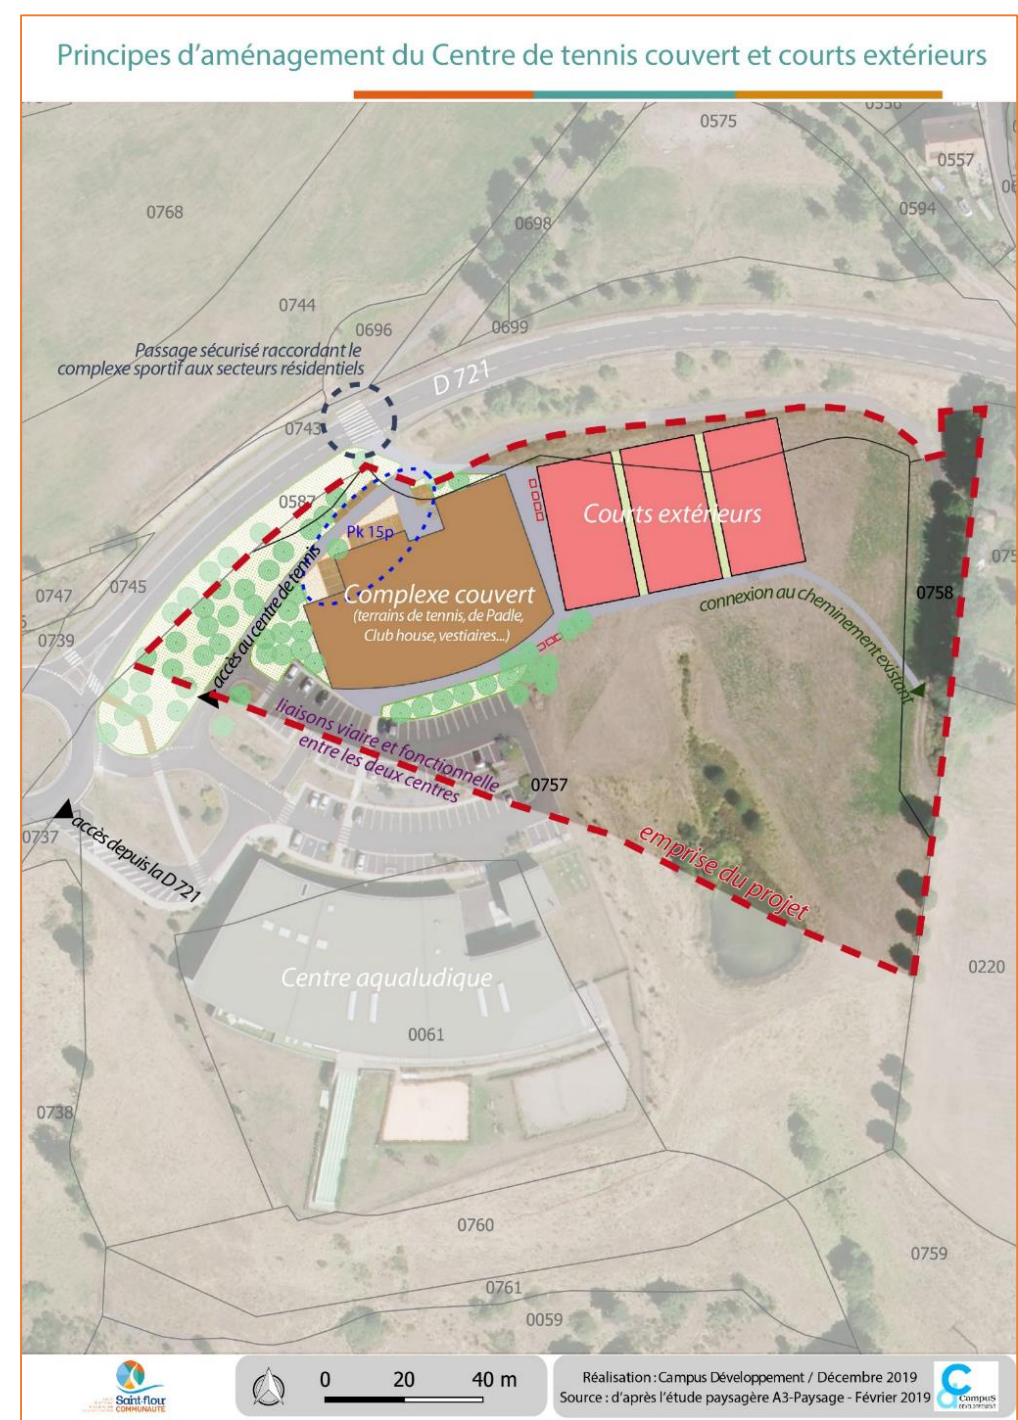 Principes d'aménagement du Centre de tennis couvert et courts extérieurs
0575
0557
0594
0768
0698
0744
0696
0699
Passage sécurisé raccordant le
complexe sportif aux secteurs résidentiels
D 721
0743
0587
Pk 15p
Courts extérieurs
0745
0747
0739
accès au centre de tennis
Complexe couvert
(terrains de tennis, de Padle,
Club house, vestiaires...)
connexion au cheminement existant
0758
liaisons viaire et fonctionnelle
entre les deux centres
0757
0737
accès depuis la D 721
emprise du projet
Centre aqualudique
0220
0061
0738
0760
0759
0761
0059
Saint-flour
COMMUNAUTÉ
0 20 40 m
Réalisation : Campus Développement / Décembre 2019
Source : d'après l'étude paysagère A3-Paysage - Février 2019
CampuS
DEVELOPPEMENT